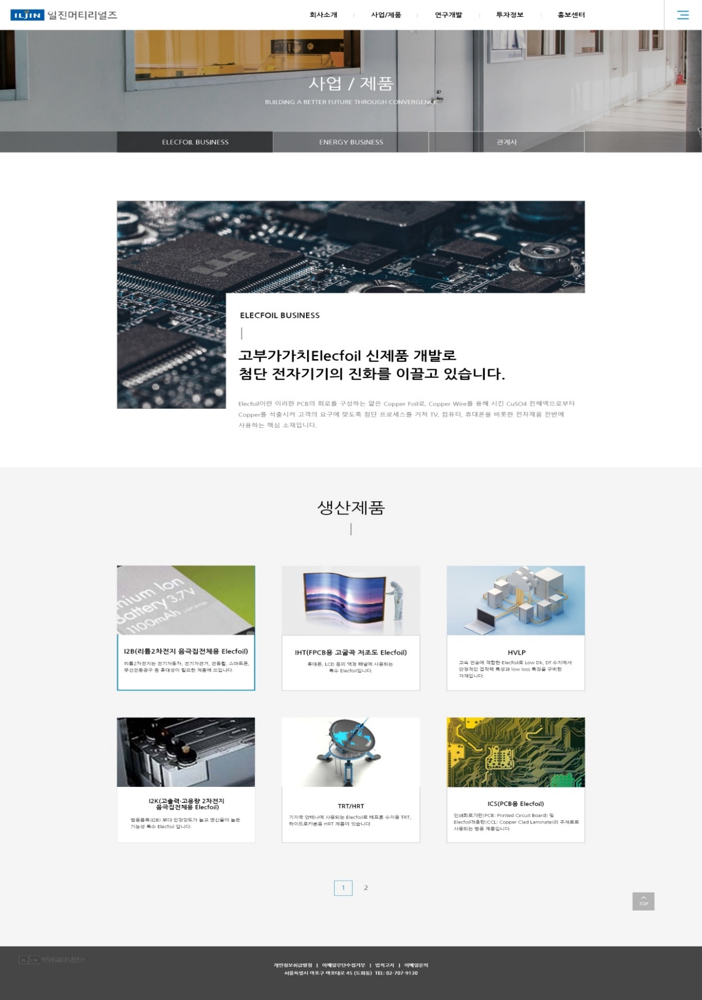 ILJIN 일진머티리얼즈
회사소개 | 사업/제품 | 연구개발 | 투자정보 | 홍보센터
사업 / 제품
BUILDING A BETTER FUTURE THROUGH CONVERGENCE
ELECFOIL BUSINESS
ENERGY BUSINESS
관계사
ELECFOIL BUSINESS
고부가가치Elecfoil 신제품 개발로
첨단 전자기기의 진화를 이끌고 있습니다.
Elecfoil이란 이러한 PCB의 회로를 구성하는 얇은 Copper Foil로, Copper Wire를 용해 시킨 CuSO4 전해액으로부터
Copper를 석출시켜 고객의 요구에 맞도록 첨단 프로세스를 거쳐 TV, 컴퓨터, 휴대폰을 비롯한 전자제품 전반에
사용하는 핵심 소재입니다.
생산제품
nium Ion
Battery 3.7V
1100mAh
I2B(리튬2차전지 음극집전체용 Elecfoil)
리튬2차전지는 전기자동차, 전기자전거, 전동휠, 스마트폰,
무선전동공구 등 휴대성이 필요한 제품에 쓰입니다.
IHT(FPCB용 고굴곡 저조도 Elecfoil)
휴대폰, LCD 등의 액정 패널에 사용되는
특수 Elecfoil입니다.
HVLP
고속 전송에 적합한 Elecfoil로 Low Dk, Df 수지에서
안정적인 접착력 특성과 low loss 특징을 구비한
자재입니다.
I2K(고출력·고용량 2차전지
음극집전체용 Elecfoil)
범용품목(I2B) 보다 인장강도가 높고 연신율이 높은
기능성 특수 Elecfoil 입니다.
TRT/HRT
기지국 안테나에 사용되는 Elecfoil로 테프론 수지용 TRT,
하이드로카본용 HRT 제품이 있습니다.
ICS(PCB용 Elecfoil)
인쇄회로기판(PCB: Printed Circuit Board) 및
Elecfoil적층판(CCL: Copper Clad Laminate)의 주재료로
사용되는 범용 제품입니다.
1 2
TOP
ILJIN 일진머티리얼즈
개인정보취급방침 | 이메일무단수집거부 | 법적고지 | 이메일문의
서울특별시 마포구 마포대로 45 (도화동) TEL: 02-707-9130